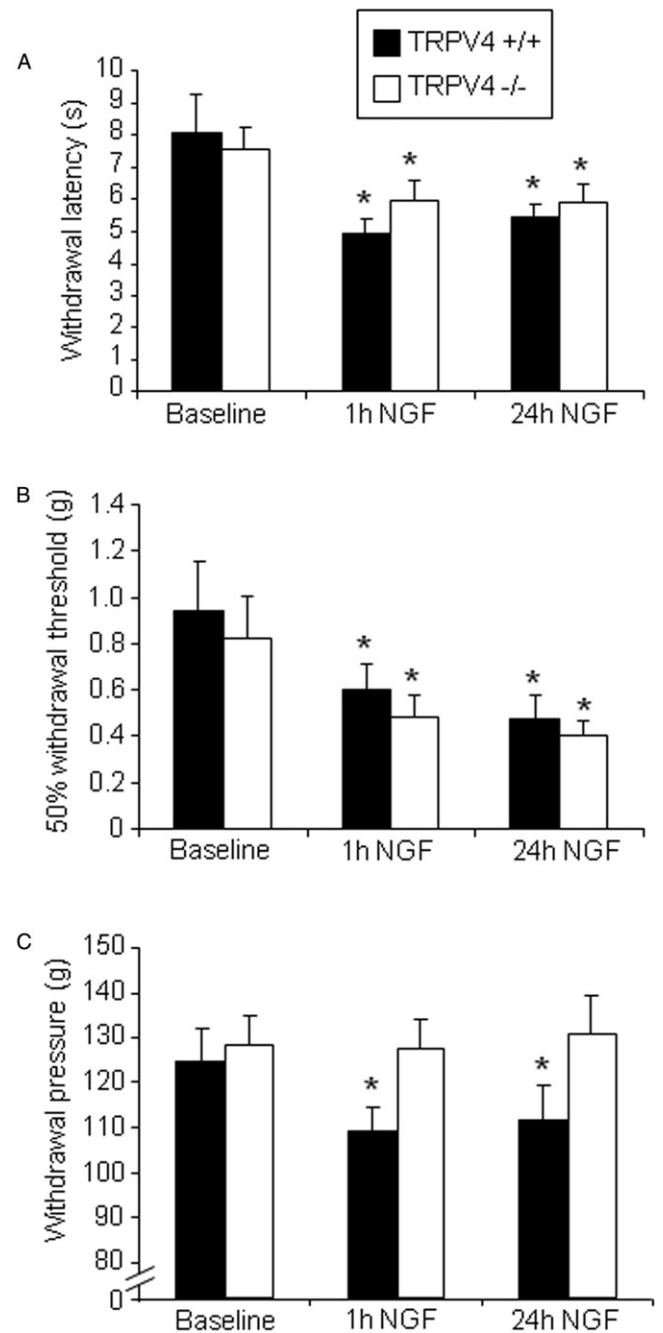 TRPV4 +/+
TRPV4 -/-
A
Withdrawal latency (s)
10
9
8
7
6
5
4
3
2
1
0
* * * *
Baseline 1h NGF 24h NGF
B
50% withdrawal threshold (g)
1.4
1.2
1.0
0.8
0.6
0.4
0.2
0
* * * *
Baseline 1h NGF 24h NGF
C
Withdrawal pressure (g)
150
140
130
120
110
100
90
80
0
* *
Baseline 1h NGF 24h NGF